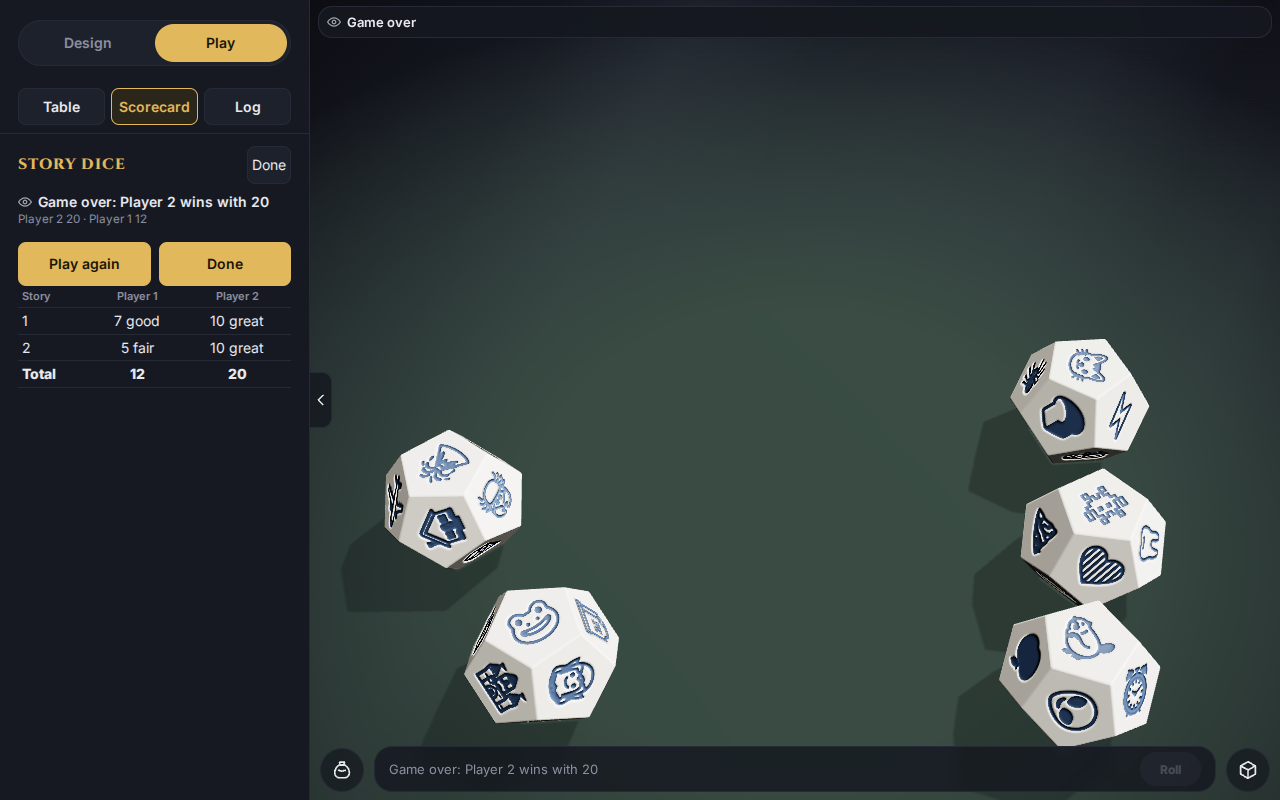 Design Play
Table Scorecard Log
STORY DICE Done
Game over: Player 2 wins with 20
Player 2 20 · Player 1 12
Play again Done
Story Player 1 Player 2
1 7 good 10 great
2 5 fair 10 great
Total 12 20
Game over
Game over: Player 2 wins with 20 Roll